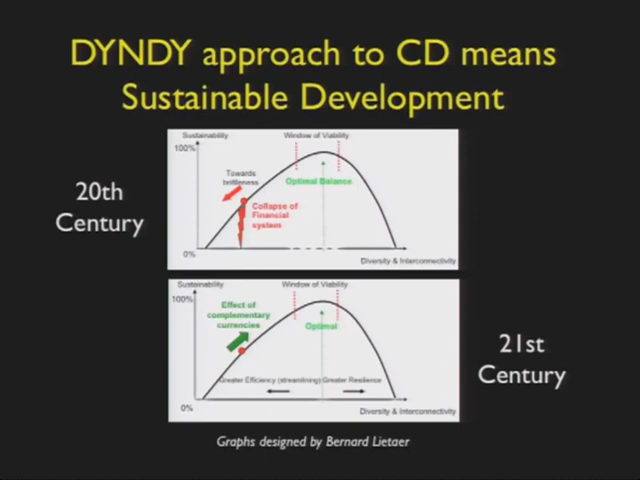 DYNDY approach to CD means
Sustainable Development
20th
Century
Sustainability
Window of Viability
100%
Towards
brittleness
Optimal Balance
Collapse of
Financial
system
0%
Diversity & Interconnectivity
Sustainability
Window of Viability
100%
Effect of
complementary
currencies
Optimal
Greater Efficiency (streamlining) Greater Resilience
0%
Diversity & Interconnectivity
21st
Century
Graphs designed by Bernard Lietaer